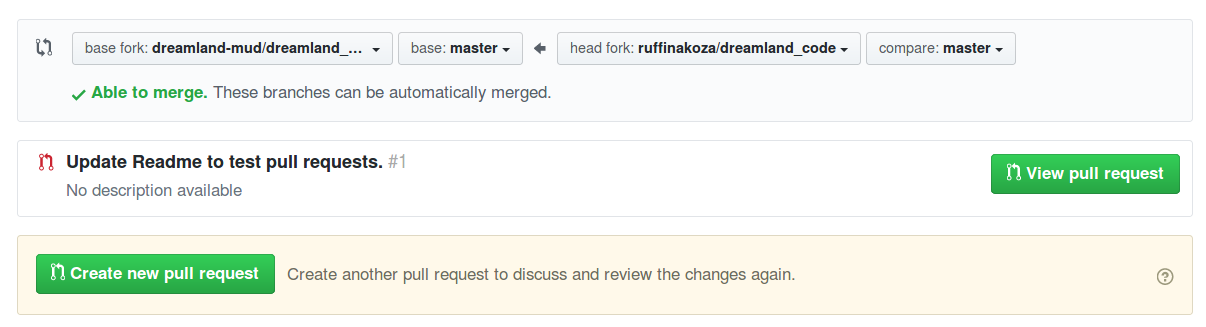 base fork: dreamland-mud/dreamland_... base: master head fork: ruffinakoza/dreamland_code compare: master
Able to merge. These branches can be automatically merged.
Update Readme to test pull requests. #1
No description available
View pull request
Create new pull request Create another pull request to discuss and review the changes again.
?